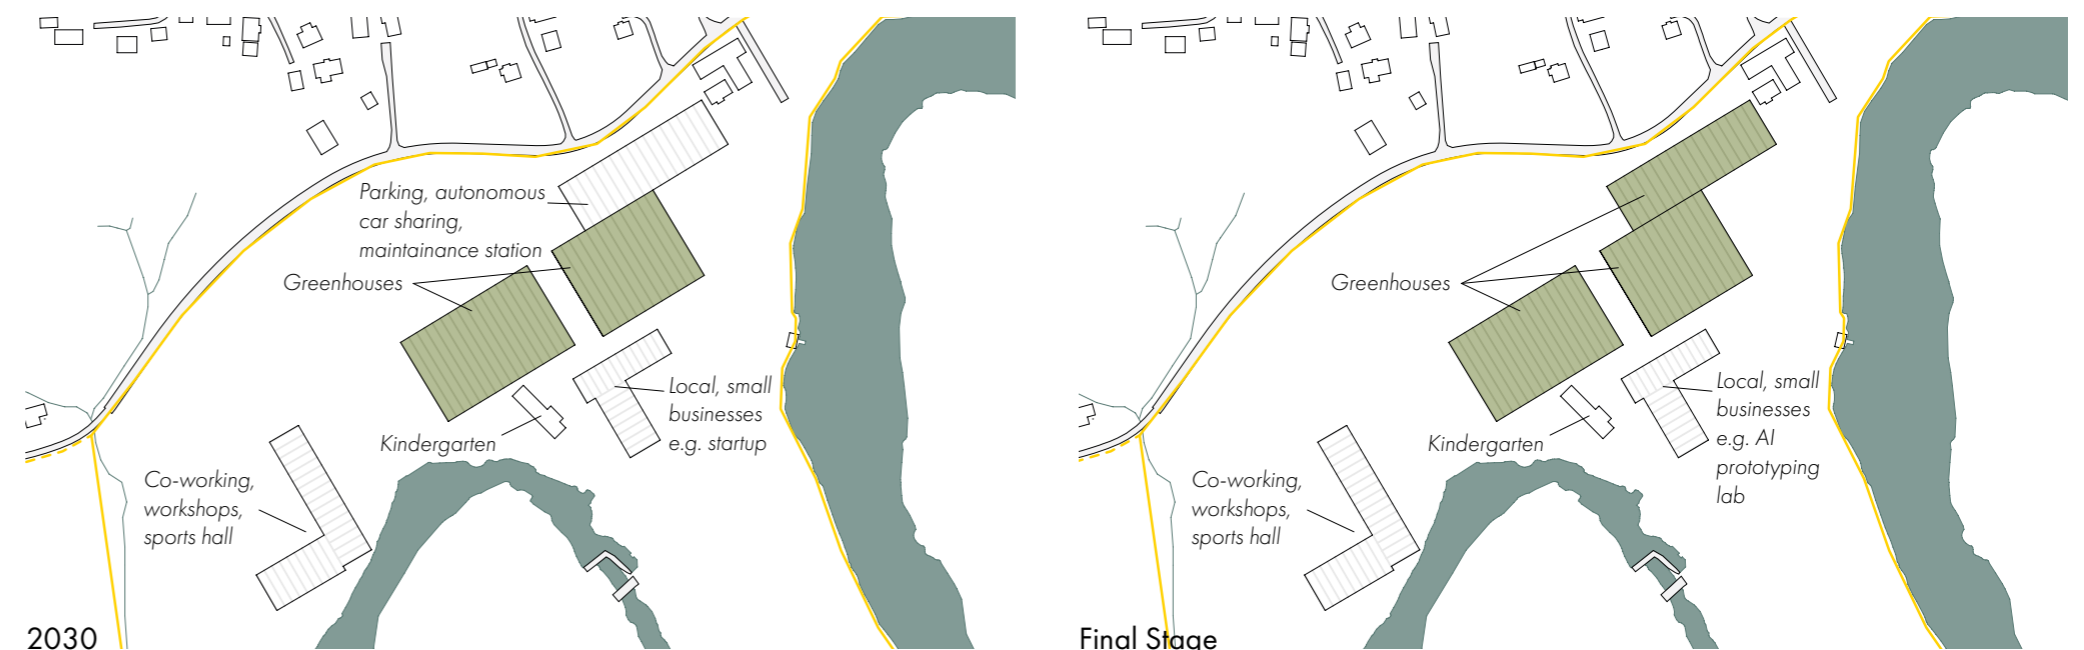 Parking, autonomous
car sharing,
maintainance station
Greenhouses
Local, small
businesses
e.g. startup
Kindergarten
Co-working,
workshops,
sports hall
2030
Greenhouses
Local, small
businesses
e.g. AI
prototyping
lab
Kindergarten
Co-working,
workshops,
sports hall
Final Stage